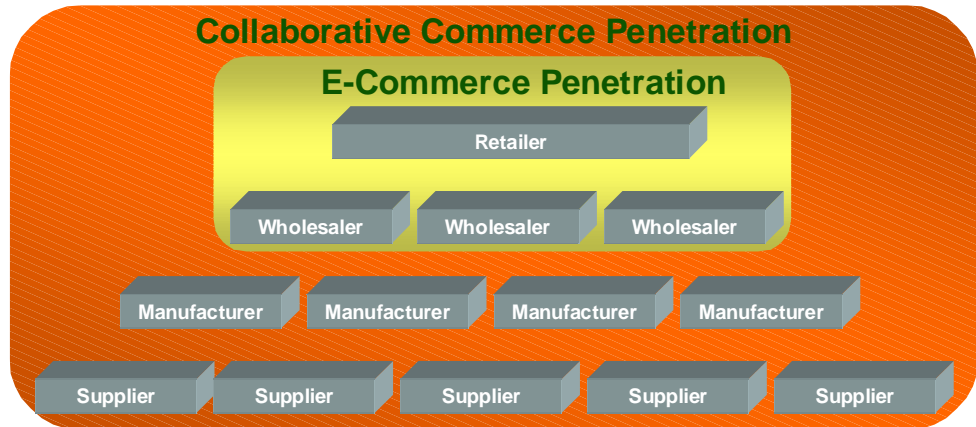 Collaborative Commerce Penetration
E-Commerce Penetration
Retailer
Wholesaler Wholesaler Wholesaler
Manufacturer Manufacturer Manufacturer Manufacturer
Supplier Supplier Supplier Supplier Supplier